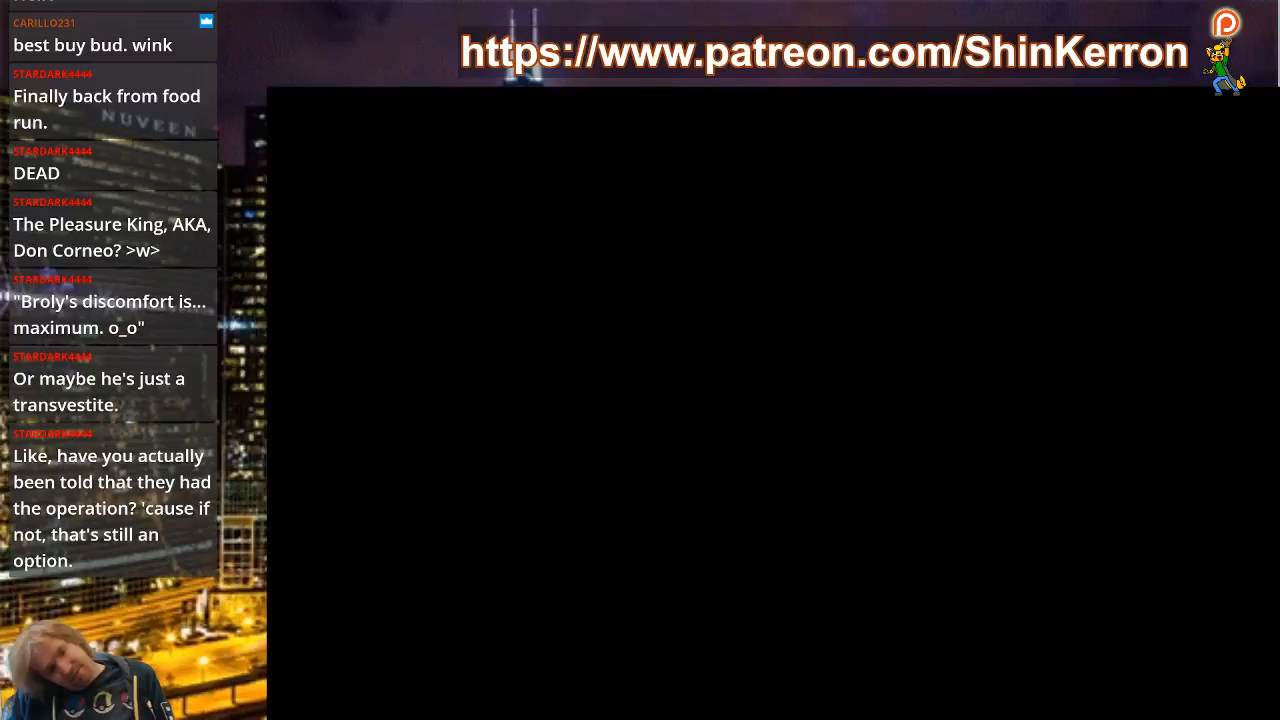 CARILLO231
best buy bud. wink
STARDARK4444
Finally back from food
run.
STARDARK4444
DEAD
STARDARK4444
The Pleasure King, AKA,
Don Corneo? >w>
STARDARK4444
"Broly's discomfort is...
maximum. o_o"
STARDARK4444
Or maybe he's just a
transvestite.
STARDARK4444
Like, have you actually
been told that they had
the operation? 'cause if
not, that's still an
option.
NUVEEN
https://www.patreon.com/ShinKerron